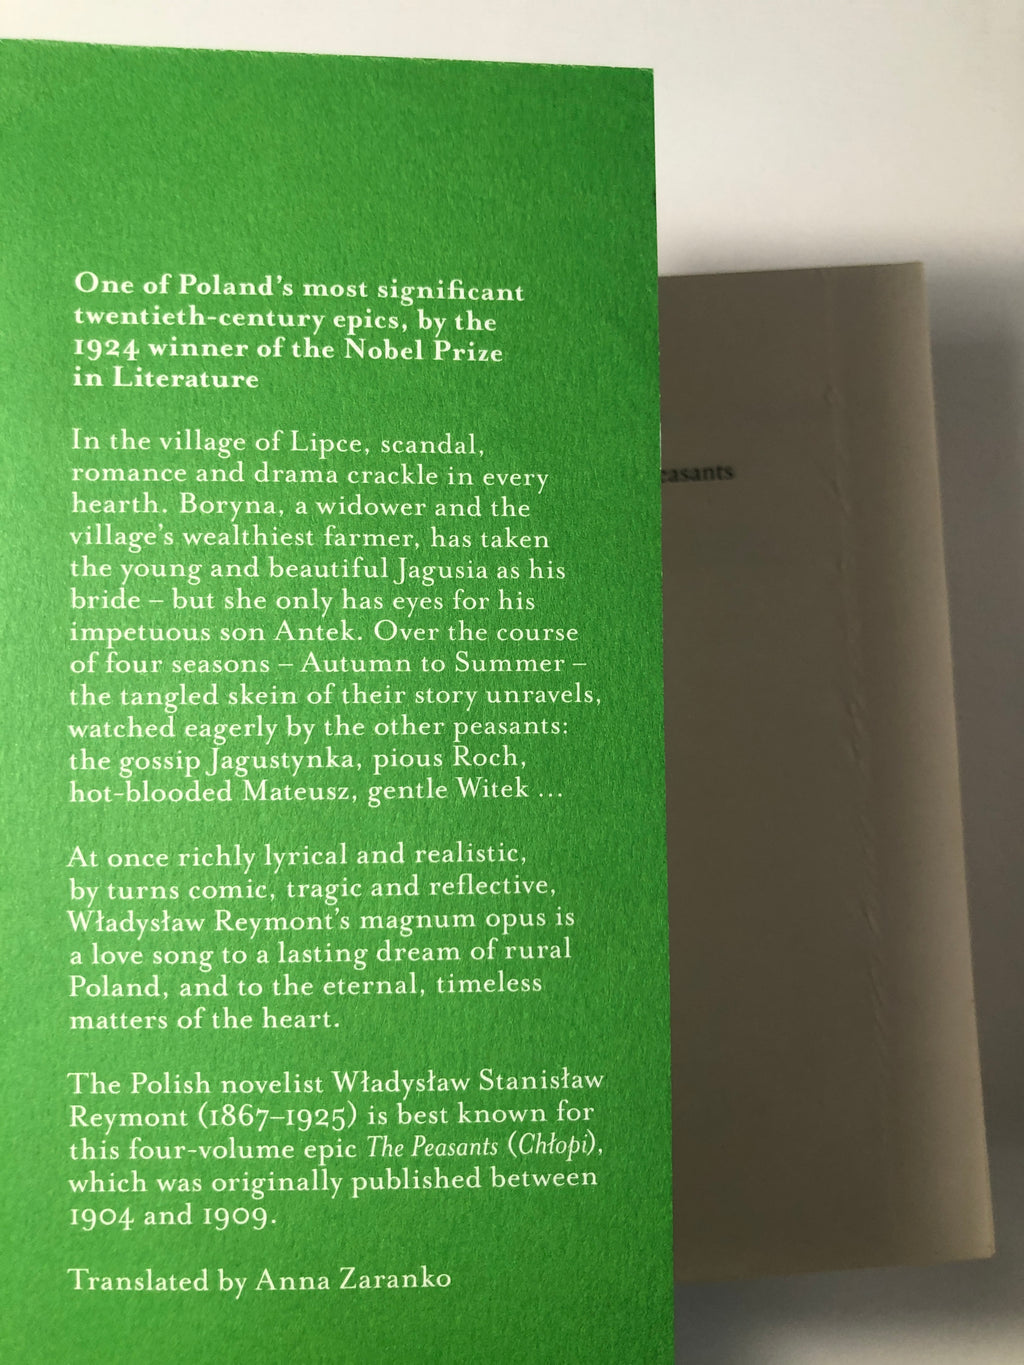 One of Poland's most significant
twentieth-century epics, by the
1924 winner of the Nobel Prize
in Literature
In the village of Lipce, scandal,
romance and drama crackle in every
hearth. Boryna, a widower and the
village's wealthiest farmer, has taken
the young and beautiful Jagusia as his
bride – but she only has eyes for his
impetuous son Antek. Over the course
of four seasons – Autumn to Summer –
the tangled skein of their story unravels,
watched eagerly by the other peasants:
the gossip Jagustynka, pious Roch,
hot-blooded Mateusz, gentle Witek ...
At once richly lyrical and realistic,
by turns comic, tragic and reflective,
Władysław Reymont's magnum opus is
a love song to a lasting dream of rural
Poland, and to the eternal, timeless
matters of the heart.
The Polish novelist Władysław Stanisław
Reymont (1867–1925) is best known for
this four-volume epic The Peasants (Chłopi),
which was originally published between
1904 and 1909.
Translated by Anna Zaranko
easants